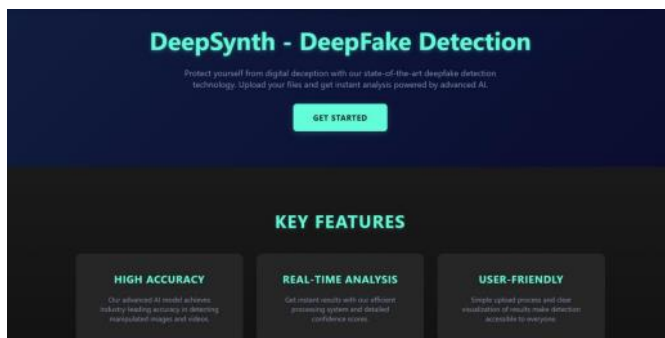 DeepSynth - DeepFake Detection
Protect yourself from digital deception with our state-of-the-art deepfake detection
technology. Upload your files and get instant analysis powered by advanced AI.
GET STARTED
KEY FEATURES
HIGH ACCURACY
Our advanced AI model achieves
industry-leading accuracy in detecting
manipulated images and videos.
REAL-TIME ANALYSIS
Get instant results with our efficient
processing system and detailed
confidence scores.
USER-FRIENDLY
Simple upload process and clear
visualization of results make detection
accessible to everyone.